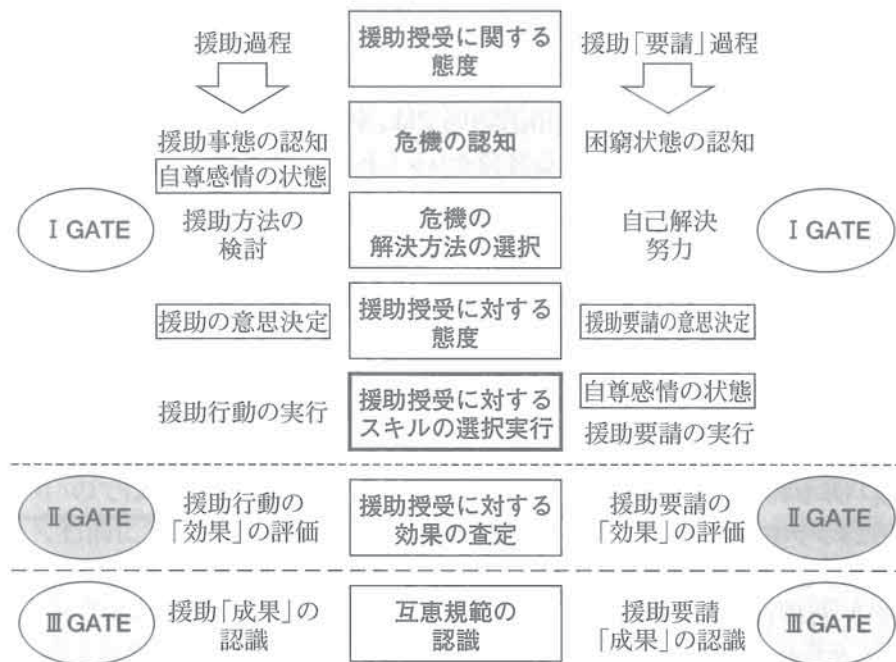 援助過程
援助授受に関する
態度
援助「要請」過程
援助事態の認知
自尊感情の状態
危機の認知
困窮状態の認知
I GATE
援助方法の
検討
危機の
解決方法の選択
自己解決
努力
I GATE
援助の意思決定
援助授受に対する
態度
援助要請の意思決定
援助行動の実行
援助授受に対する
スキルの選択実行
自尊感情の状態
援助要請の実行
II GATE
援助行動の
「効果」の評価
援助授受に対する
効果の査定
援助要請の
「効果」の評価
II GATE
III GATE
援助「成果」の
認識
互恵規範の
認識
援助要請
「成果」の認識
III GATE